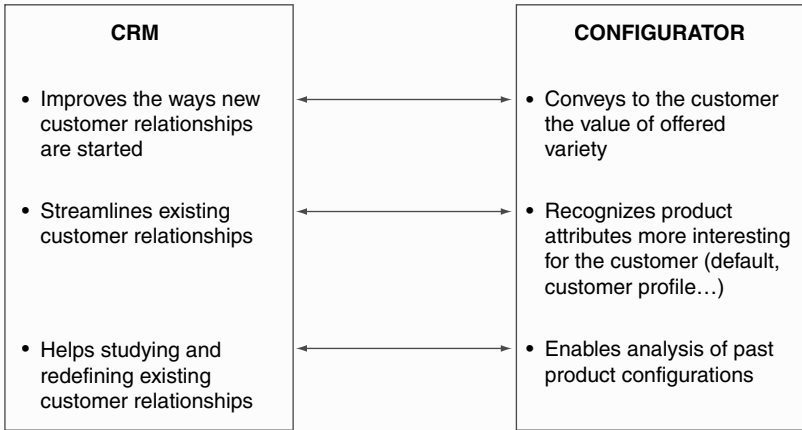 CRM
• Improves the ways new
customer relationships
are started
• Streamlines existing
customer relationships
• Helps studying and
redefining existing
customer relationships
CONFIGURATOR
• Conveys to the customer
the value of offered
variety
• Recognizes product
attributes more interesting
for the customer (default,
customer profile…)
• Enables analysis of past
product configurations